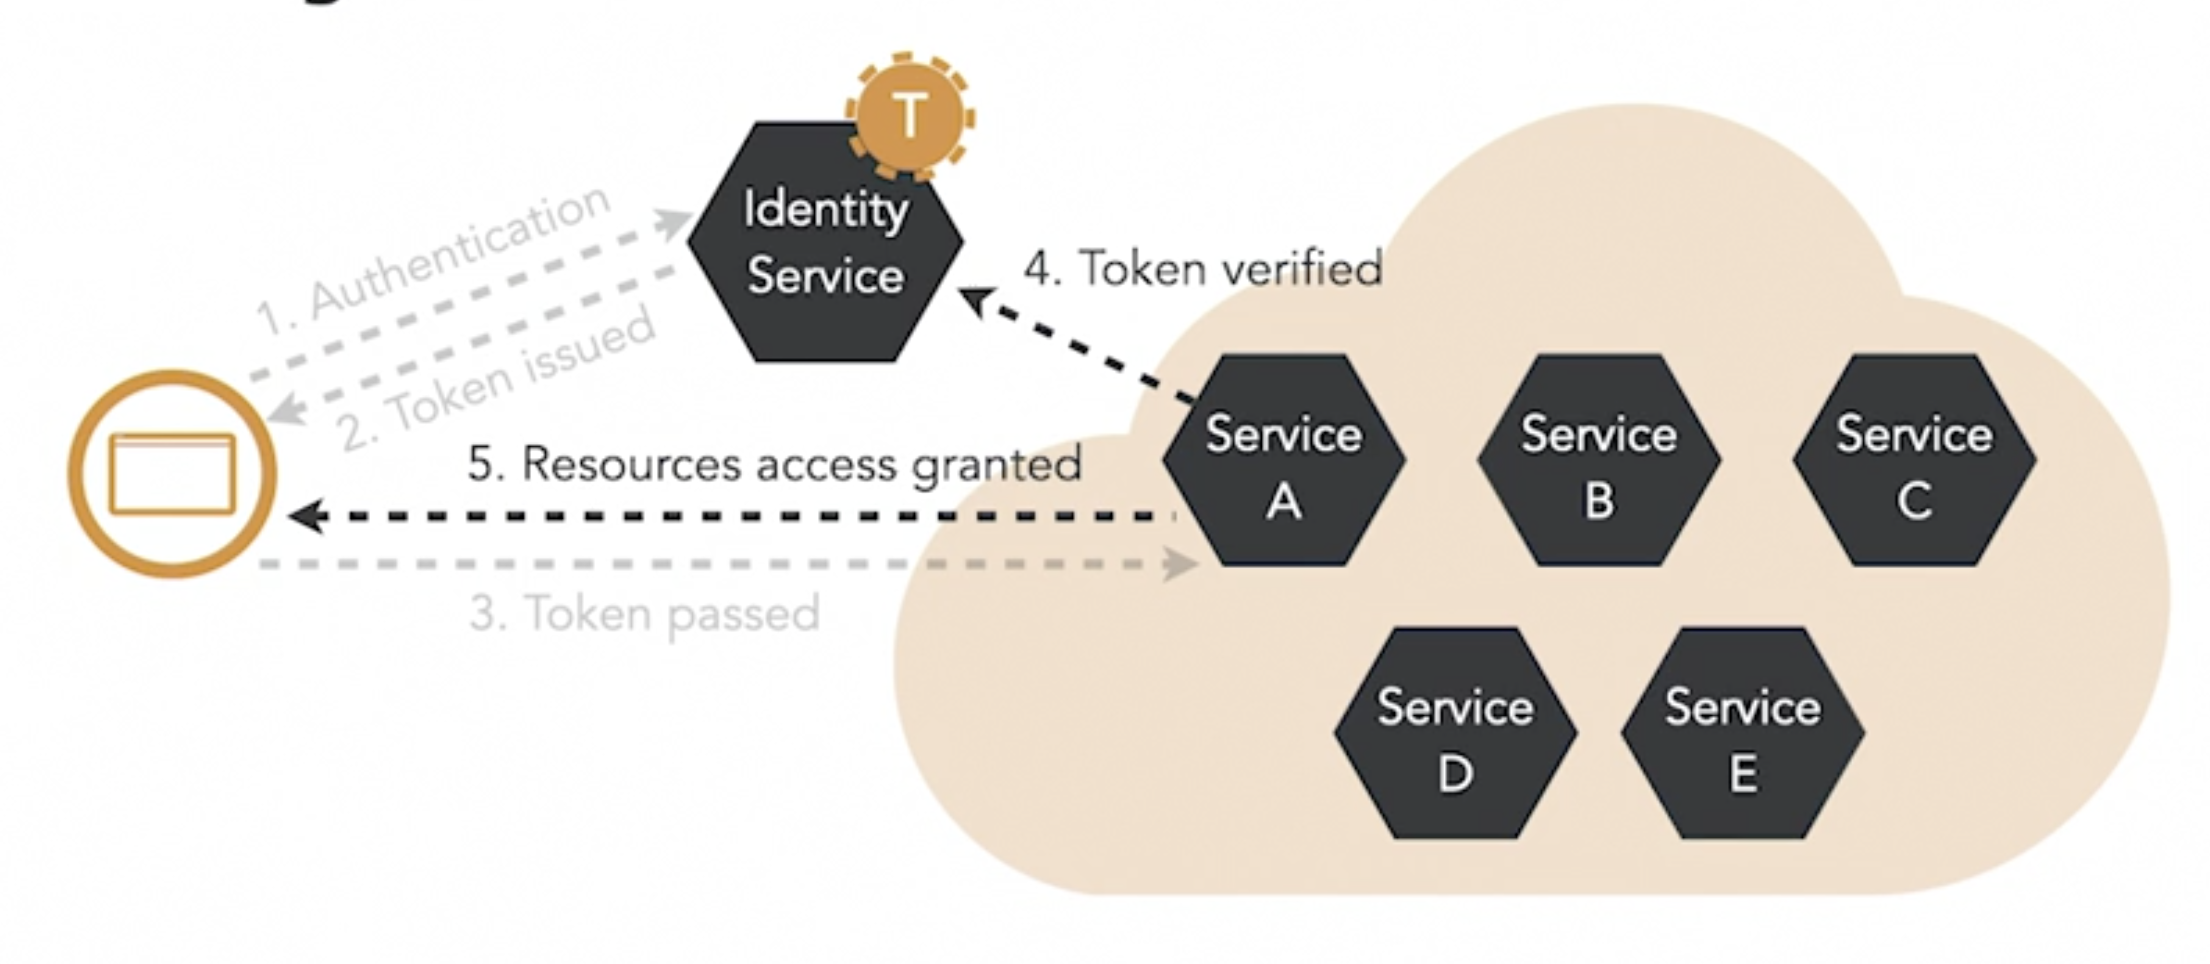 T
Identity
Service
1. Authentication
2. Token issued
4. Token verified
5. Resources access granted
3. Token passed
Service
A
Service
B
Service
C
Service
D
Service
E